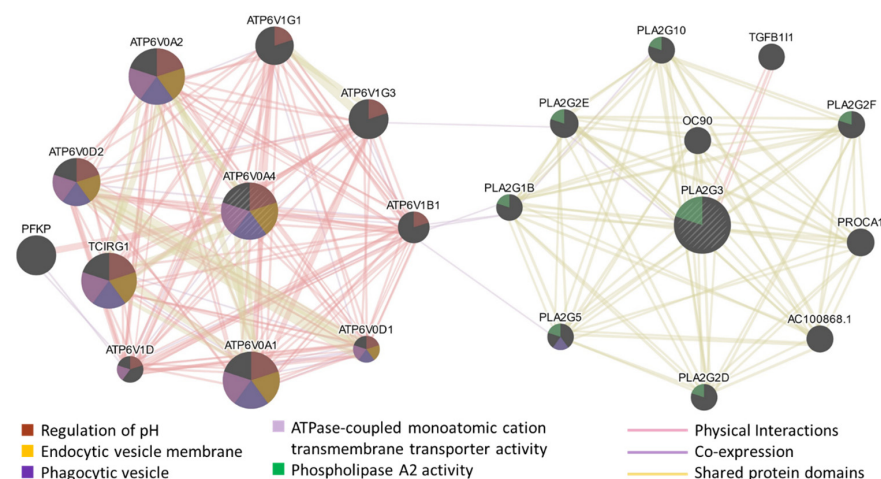 ATP6V1G1
ATP6V0A2
ATP6V1G3
ATP6V0D2
ATP6V0A4
ATP6V1B1
PFKP
TCIRG1
ATP6V1D
ATP6V0A1
ATP6V0D1
PLA2G10
TGFB1I1
PLA2G2E
OC90
PLA2G2F
PLA2G1B
PLA2G3
PROCA1
PLA2G5
AC100868.1
PLA2G2D
Regulation of pH
Endocytic vesicle membrane
Phagocytic vesicle
ATPase-coupled monoatomic cation
transmembrane transporter activity
Phospholipase A2 activity
Physical Interactions
Co-expression
Shared protein domains